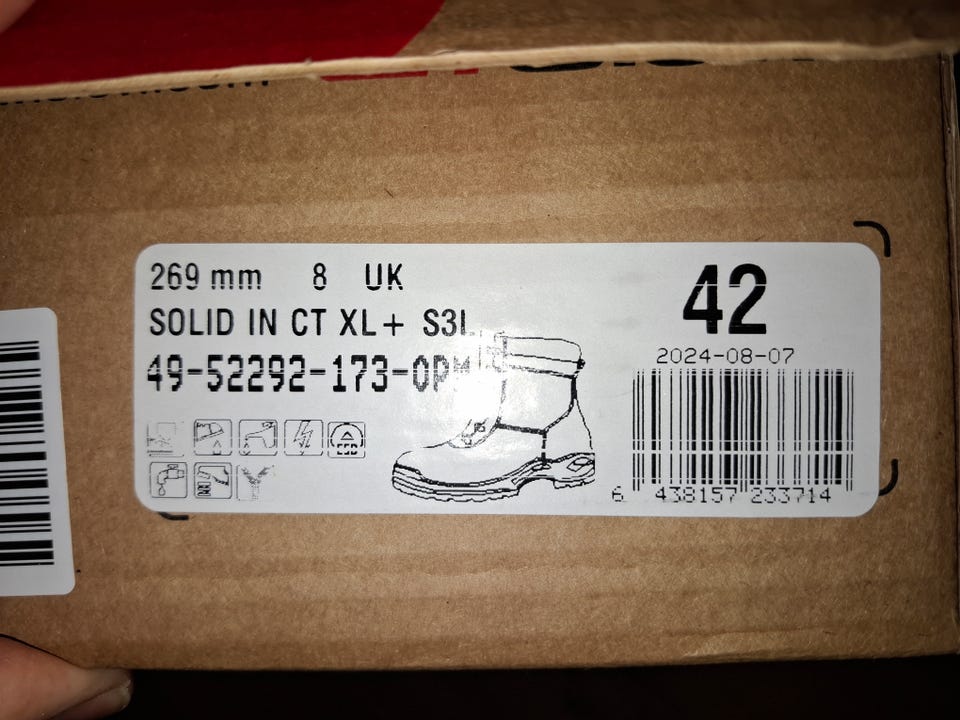 269 mm 8 UK
SOLID IN CT XL+ S3L
49-52292-173-0PM
ESD
42
2024-08-07
6 438157 233714